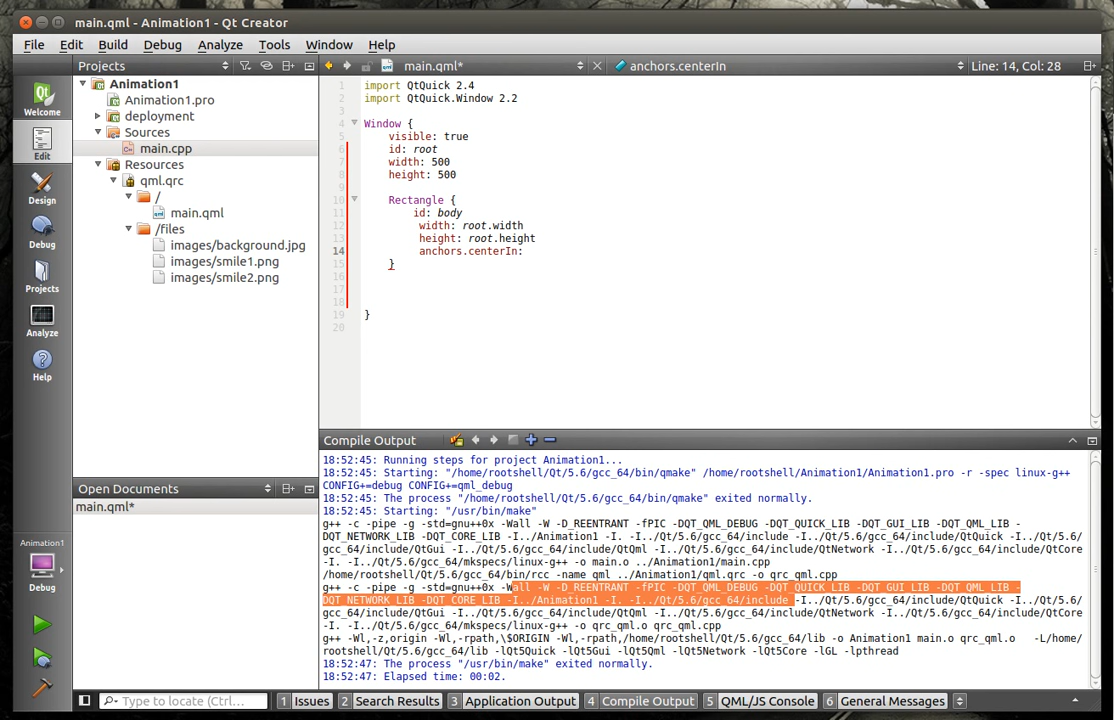 main.qml - Animation1 - Qt Creator
File Edit Build Debug Analyze Tools Window Help
Projects
main.qml*
anchors.centerIn
Line: 14, Col: 28
Welcome
Edit
Design
Debug
Projects
Analyze
Help
Animation1
Animation1.pro
deployment
Sources
main.cpp
Resources
qml.qrc
/
main.qml
/files
images/background.jpg
images/smile1.png
images/smile2.png
1 import QtQuick 2.4
2 import QtQuick.Window 2.2
3
4 Window {
5 visible: true
6 id: root
7 width: 500
8 height: 500
9
10 Rectangle {
11 id: body
12 width: root.width
13 height: root.height
14 anchors.centerIn:
15 }
16
17
18
19 }
20
Open Documents
main.qml*
Animation1
Debug
Compile Output
18:52:45: Running steps for project Animation1...
18:52:45: Starting: "/home/rootshell/Qt/5.6/gcc_64/bin/qmake" /home/rootshell/Animation1/Animation1.pro -r -spec linux-g++
CONFIG+=debug CONFIG+=qml_debug
18:52:45: The process "/home/rootshell/Qt/5.6/gcc_64/bin/qmake" exited normally.
18:52:45: Starting: "/usr/bin/make"
g++ -c -pipe -g -std=gnu++0x -Wall -W -D_REENTRANT -fPIC -DQT_QML_DEBUG -DQT_QUICK_LIB -DQT_GUI_LIB -DQT_QML_LIB -
DQT_NETWORK_LIB -DQT_CORE_LIB -I../Animation1 -I. -I../Qt/5.6/gcc_64/include -I../Qt/5.6/gcc_64/include/QtQuick -I../Qt/5.6/
gcc_64/include/QtGui -I../Qt/5.6/gcc_64/include/QtQml -I../Qt/5.6/gcc_64/include/QtNetwork -I../Qt/5.6/gcc_64/include/QtCore
-I. -I../Qt/5.6/gcc_64/mkspecs/linux-g++ -o main.o ../Animation1/main.cpp
/home/rootshell/Qt/5.6/gcc_64/bin/rcc -name qml ../Animation1/qml.qrc -o qrc_qml.cpp
g++ -c -pipe -g -std=gnu++0x -Wall -W -D_REENTRANT -fPIC -DQT_QML_DEBUG -DQT_QUICK_LIB -DQT_GUI_LIB -DQT_QML_LIB -
DQT_NETWORK_LIB -DQT_CORE_LIB -I../Animation1 -I. -I../Qt/5.6/gcc_64/include -I../Qt/5.6/gcc_64/include/QtQuick -I../Qt/5.6/
gcc_64/include/QtGui -I../Qt/5.6/gcc_64/include/QtQml -I../Qt/5.6/gcc_64/include/QtNetwork -I../Qt/5.6/gcc_64/include/QtCore
-I. -I../Qt/5.6/gcc_64/mkspecs/linux-g++ -o qrc_qml.o qrc_qml.cpp
g++ -Wl,-z,origin -Wl,-rpath,\$ORIGIN -Wl,-rpath,/home/rootshell/Qt/5.6/gcc_64/lib -o Animation1 main.o qrc_qml.o -L/home/
rootshell/Qt/5.6/gcc_64/lib -lQt5Quick -lQt5Gui -lQt5Qml -lQt5Network -lQt5Core -lGL -lpthread
18:52:47: The process "/usr/bin/make" exited normally.
18:52:47: Elapsed time: 00:02.
Type to locate (Ctrl...
1 Issues
2 Search Results
3 Application Output
4 Compile Output
5 QML/JS Console
6 General Messages